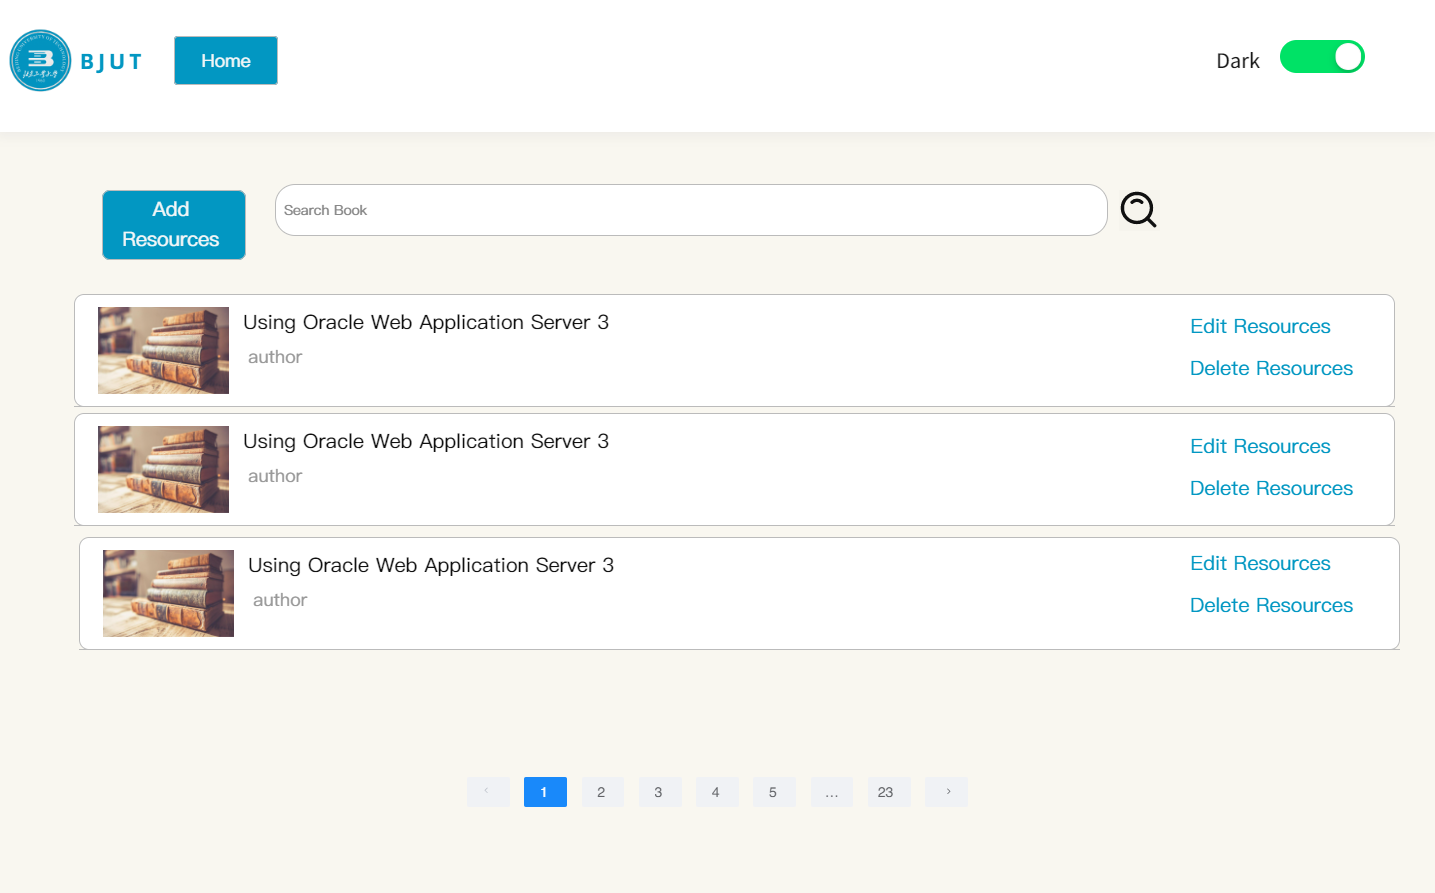 BJUT
Home
Dark
Add
Resources
Search Book
Using Oracle Web Application Server 3
author
Edit Resources
Delete Resources
Using Oracle Web Application Server 3
author
Edit Resources
Delete Resources
Using Oracle Web Application Server 3
author
Edit Resources
Delete Resources
‹ 1 2 3 4 5 ... 23 ›